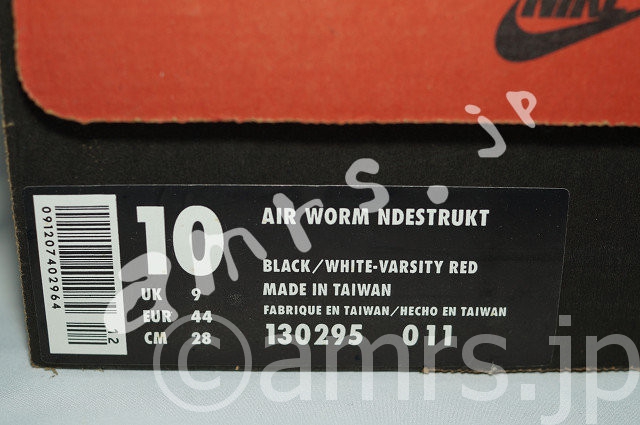 NIKE
10
AIR WORM NDESTRUKT
BLACK/WHITE-VARSITY RED
MADE IN TAIWAN
FABRIQUE EN TAIWAN/HECHO EN TAIWAN
130295 011
UK 9
EUR 44
CM 28
091207402964
12
amrs.jp
©amrs.jp